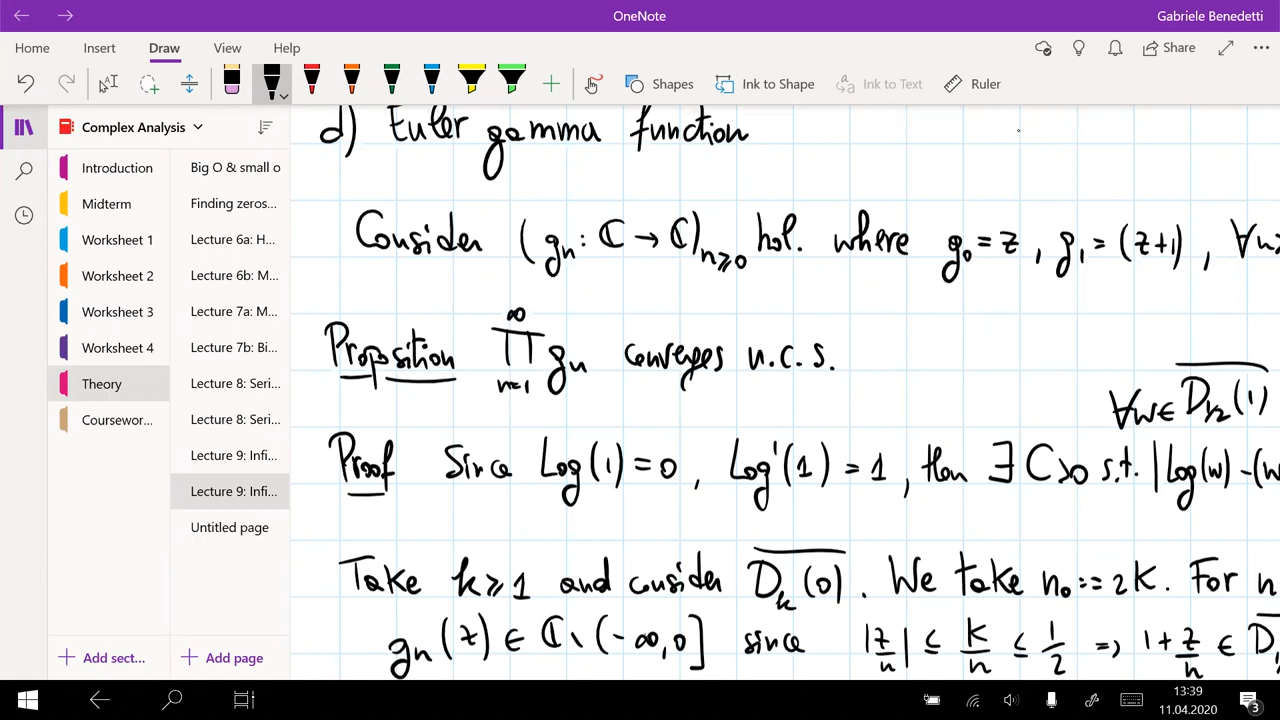 OneNote
Gabriele Benedetti
Home Insert Draw View Help
Share
Shapes Ink to Shape Ink to Text Ruler
Complex Analysis
Introduction
Midterm
Worksheet 1
Worksheet 2
Worksheet 3
Worksheet 4
Theory
Coursewor...
Big O & small o
Finding zeros...
Lecture 6a: H...
Lecture 6b: M...
Lecture 7a: M...
Lecture 7b: Bi...
Lecture 8: Seri...
Lecture 8: Seri...
Lecture 9: Infi...
Lecture 9: Infi...
Untitled page
Add sect...
Add page
d) Euler gamma function
Consider (gₙ : ℂ → ℂ)ₙ≥₀ hol. where g₀ = z , g₁ = (z+1) , ∀n
Proposition ∏ₙ₌₁^∞ gₙ converges n.c.s.
∀w∈ D̅₁/₂(1)
Proof Since Log(1) = 0 , Log'(1) = 1 , then ∃ C>0 s.t. |Log(w) - (w
Take k ≥ 1 and consider D̅ₖ(0) . We take n₀ := 2k . For n
gₙ(z) ∈ ℂ \ (-∞,0] since |z/n| ≤ k/n ≤ 1/2 ⇒ 1 + z/n ∈ D̅
13:39
11.04.2020
3